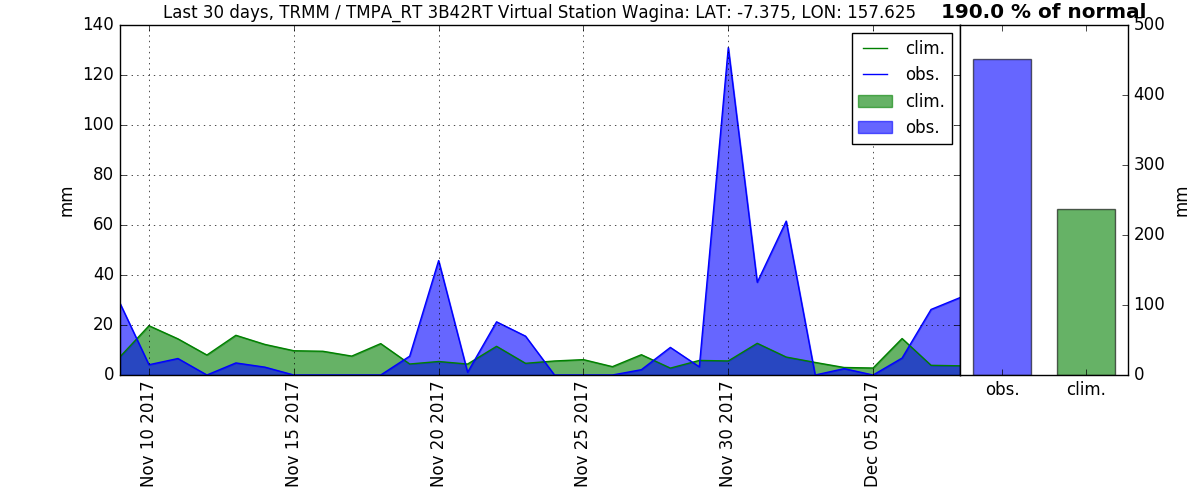 Last 30 days, TRMM / TMPA_RT 3B42RT Virtual Station Wagina: LAT: -7.375, LON: 157.625
190.0 % of normal
140
120
100
80
60
40
20
0
mm
clim.
obs.
clim.
obs.
Nov 10 2017
Nov 15 2017
Nov 20 2017
Nov 25 2017
Nov 30 2017
Dec 05 2017
500
400
300
200
100
0
mm
obs.
clim.